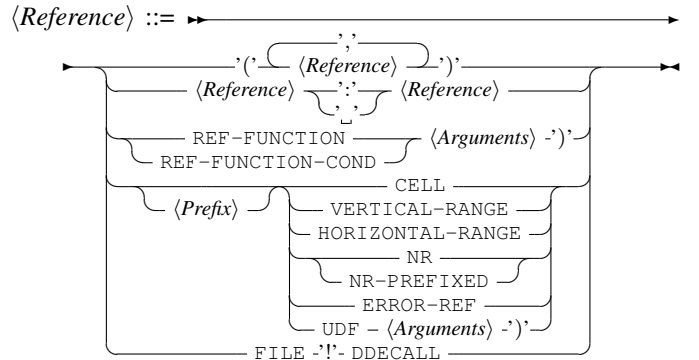 ⟨Reference⟩ ::=
','
'(' ⟨Reference⟩ ')'
⟨Reference⟩ ':' ⟨Reference⟩
'␣'
REF-FUNCTION ⟨Arguments⟩ ')'
REF-FUNCTION-COND
CELL
⟨Prefix⟩ VERTICAL-RANGE
HORIZONTAL-RANGE
NR
NR-PREFIXED
ERROR-REF
UDF ⟨Arguments⟩ ')'
FILE '!' DDECALL